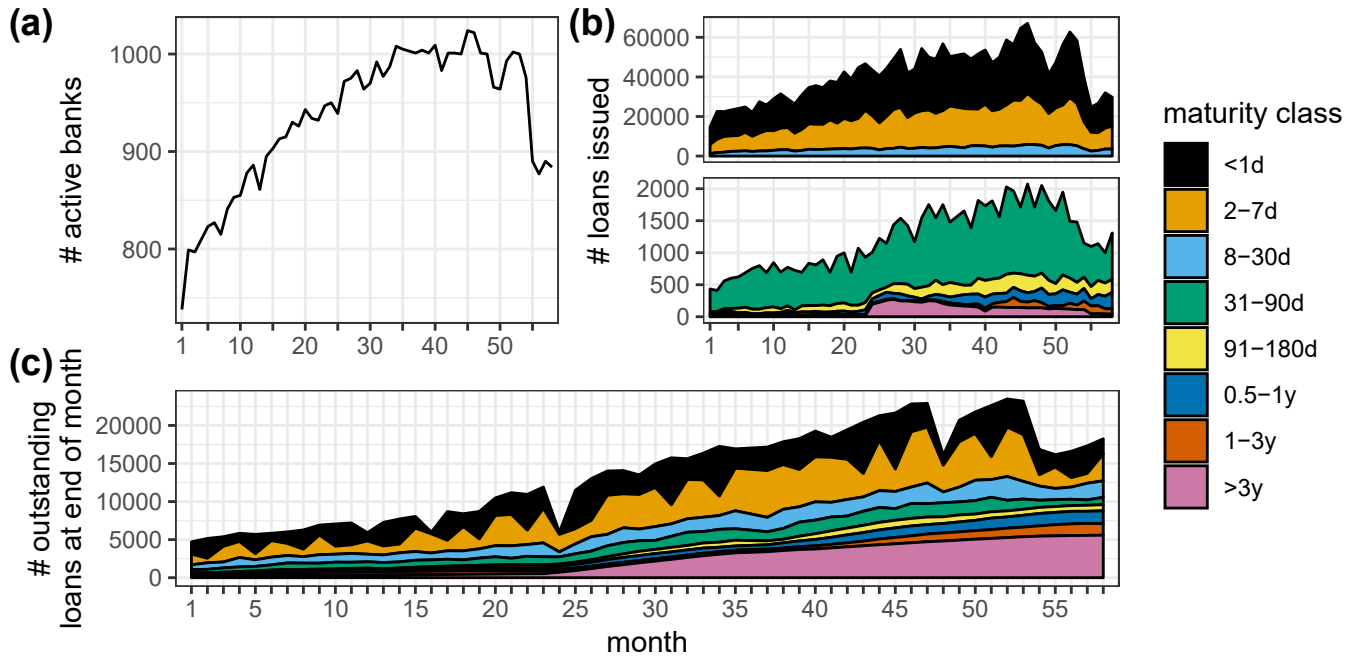 (a)
# active banks
1000
900
800
1 10 20 30 40 50
(b)
# loans issued
60000
40000
20000
0
2000
1500
1000
500
0
1 10 20 30 40 50
(c)
# outstanding
loans at end of month
20000
15000
10000
5000
0
1 5 10 15 20 25 30 35 40 45 50 55
month
maturity class
<1d
2−7d
8−30d
31−90d
91−180d
0.5−1y
1−3y
>3y